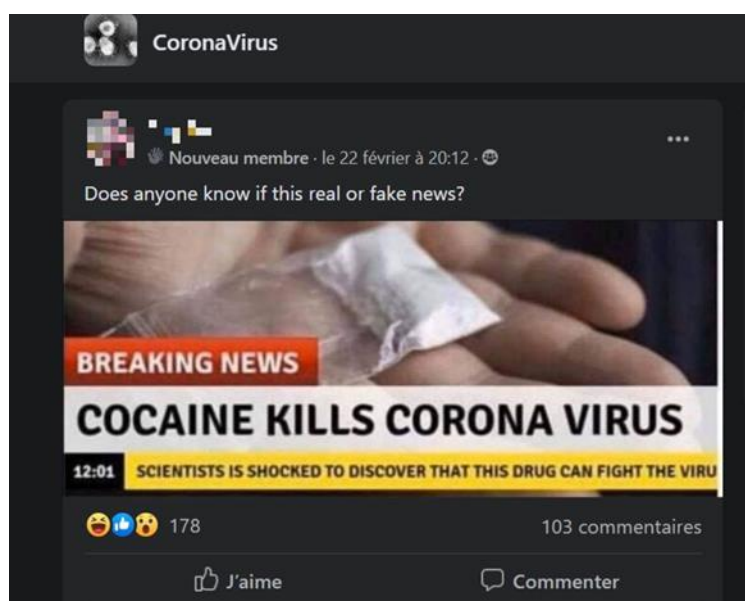 CoronaVirus
Nouveau membre · le 22 février à 20:12 ·
Does anyone know if this real or fake news?
BREAKING NEWS
COCAINE KILLS CORONA VIRUS
12:01 SCIENTISTS IS SHOCKED TO DISCOVER THAT THIS DRUG CAN FIGHT THE VIRU
178 103 commentaires
J'aime Commenter